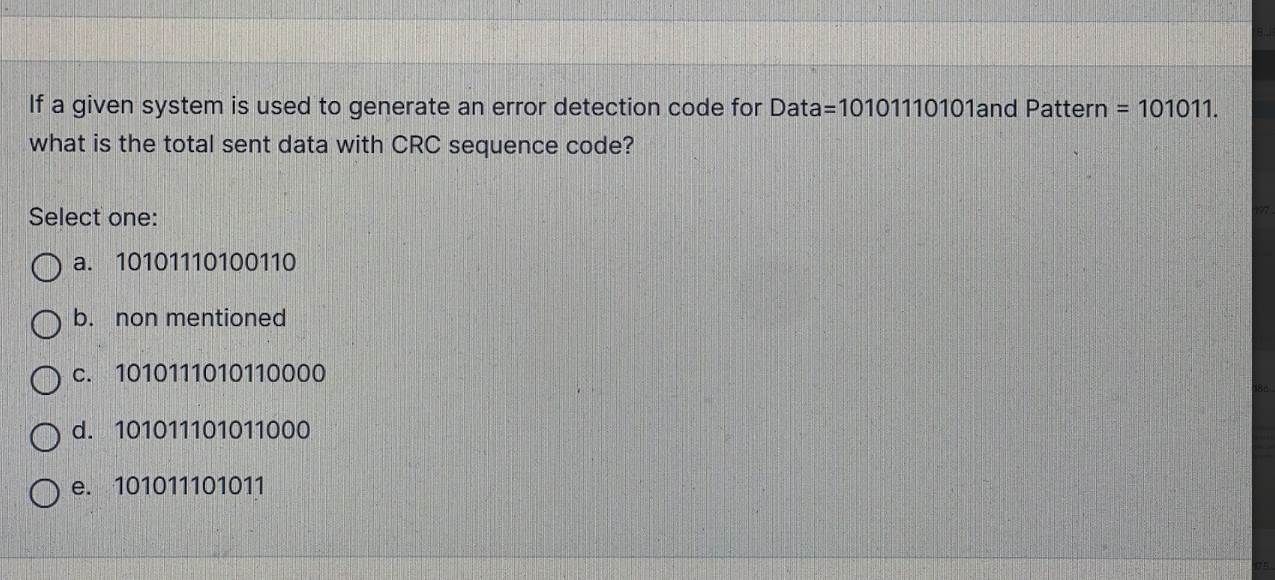 If a given system is used to generate an error detection code for Data=10101110101and Pattern = 101011.
what is the total sent data with CRC sequence code?
Select one:
a. 10101110100110
b. non mentioned
c. 1010111010110000
d. 101011101011000
e. 101011101011